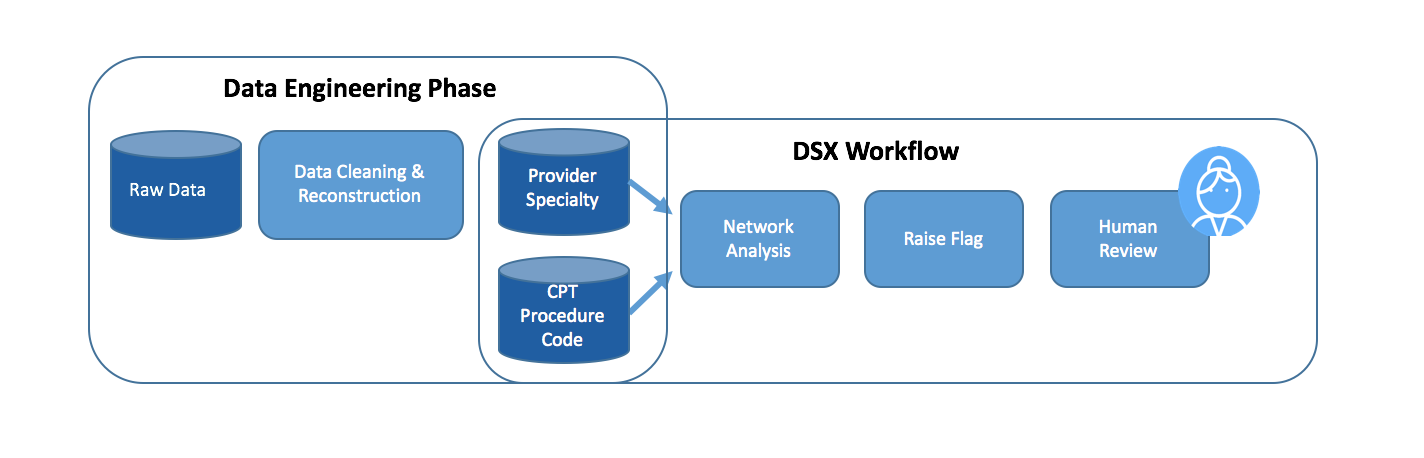 Data Engineering Phase
Raw Data
Data Cleaning &
Reconstruction
Provider
Specialty
CPT
Procedure
Code
DSX Workflow
Network
Analysis
Raise Flag
Human
Review